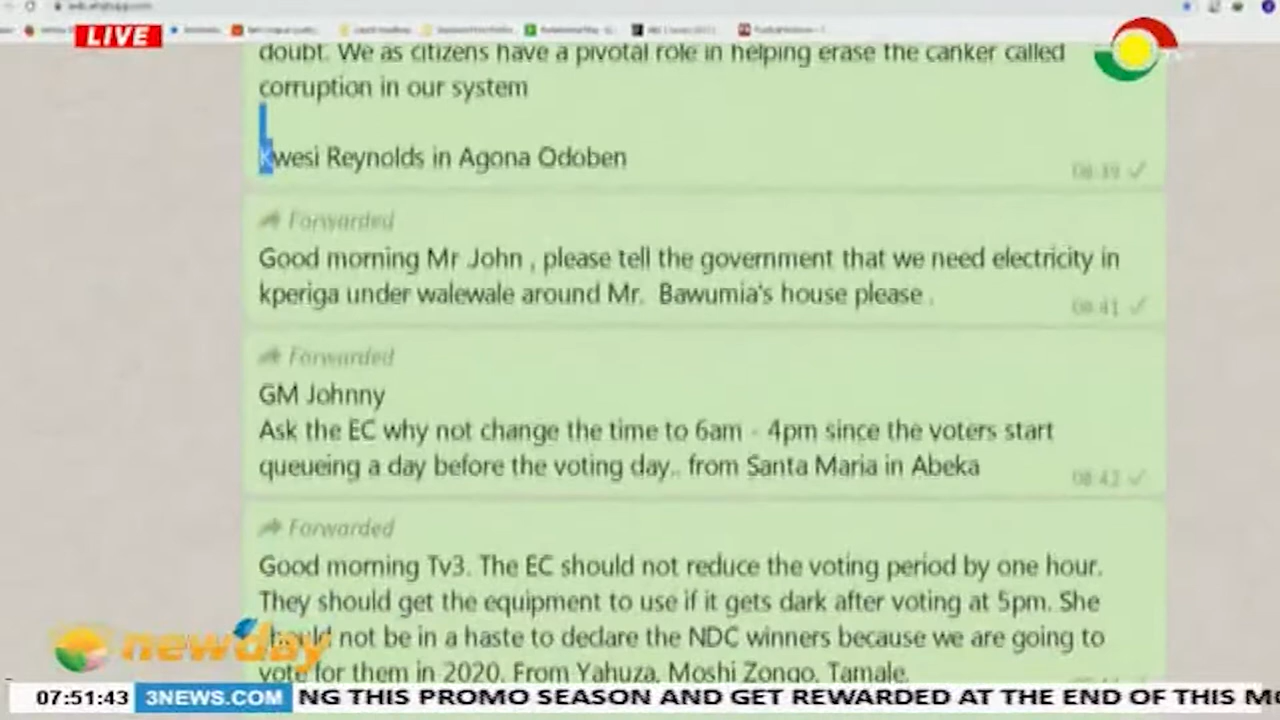 LIVE
doubt. We as citizens have a pivotal role in helping erase the canker called
corruption in our system
Kwesi Reynolds in Agona Odoben
08:39
Forwarded
Good morning Mr John , please tell the government that we need electricity in
kperiga under walewale around Mr. Bawumia's house please .
08:41
Forwarded
GM Johnny
Ask the EC why not change the time to 6am - 4pm since the voters start
queueing a day before the voting day.. from Santa Maria in Abeka
Forwarded
Good morning Tv3. The EC should not reduce the voting period by one hour.
They should get the equipment to use if it gets dark after voting at 5pm. She
should not be in a haste to declare the NDC winners because we are going to
vote for them in 2020. From Yahuza, Moshi Zongo, Tamale.
newday
07:51:43 3NEWS.COM NG THIS PROMO SEASON AND GET REWARDED AT THE END OF THIS MO